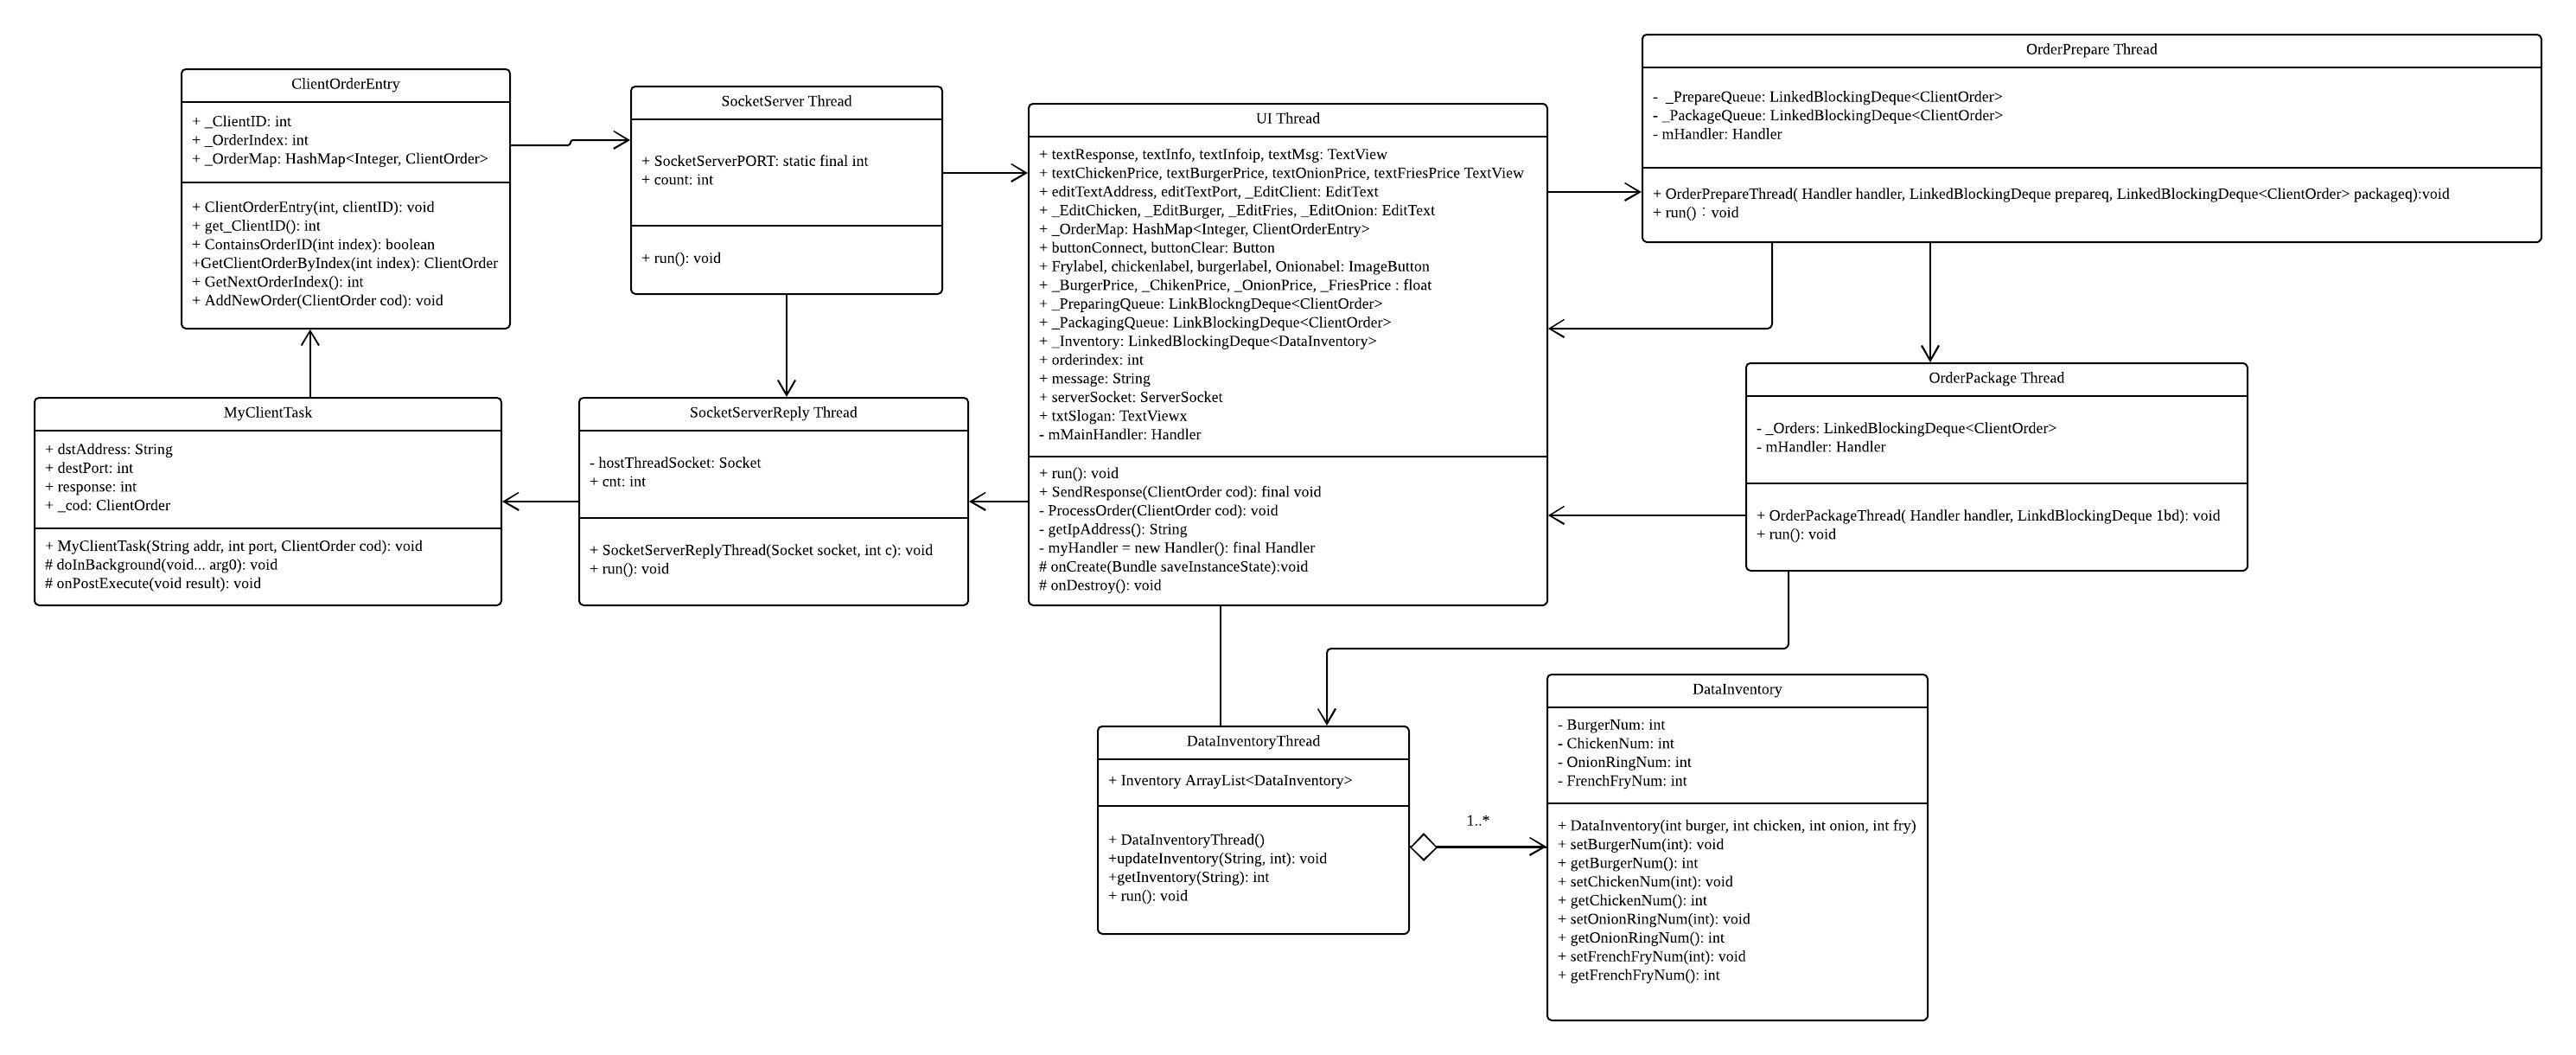 ClientOrderEntry
+ _ClientID: int
+ _OrderIndex: int
+ _OrderMap: HashMap<Integer, ClientOrder>
+ ClientOrderEntry(int, clientID): void
+ get_ClientID(): int
+ ContainsOrderID(int index): boolean
+GetClientOrderByIndex(int index): ClientOrder
+ GetNextOrderIndex(): int
+ AddNewOrder(ClientOrder cod): void
SocketServer Thread
+ SocketServerPORT: static final int
+ count: int
+ run(): void
UI Thread
+ textResponse, textInfo, textInfoip, textMsg: TextView
+ textChickenPrice, textBurgerPrice, textOnionPrice, textFriesPrice TextView
+ editTextAddress, editTextPort, _EditClient: EditText
+ _EditChicken, _EditBurger, _EditFries, _EditOnion: EditText
+ _OrderMap: HashMap<Integer, ClientOrderEntry>
+ buttonConnect, buttonClear: Button
+ Frylabel, chickenlabel, burgerlabel, Onionabel: ImageButton
+ _BurgerPrice, _ChikenPrice, _OnionPrice, _FriesPrice : float
+ _PreparingQueue: LinkBlockngDeque<ClientOrder>
+ _PackagingQueue: LinkBlockingDeque<ClientOrder>
+ _Inventory: LinkedBlockingDeque<DataInventory>
+ orderindex: int
+ message: String
+ serverSocket: ServerSocket
+ txtSlogan: TextViewx
- mMainHandler: Handler
+ run(): void
+ SendResponse(ClientOrder cod): final void
- ProcessOrder(ClientOrder cod): void
- getIpAddress(): String
- myHandler = new Handler(): final Handler
# onCreate(Bundle saveInstanceState):void
# onDestroy(): void
OrderPrepare Thread
- _PrepareQueue: LinkedBlockingDeque<ClientOrder>
- _PackageQueue: LinkedBlockingDeque<ClientOrder>
- mHandler: Handler
+ OrderPrepareThread( Handler handler, LinkedBlockingDeque prepareq, LinkedBlockingDeque<ClientOrder> packageq):void
+ run()：void
MyClientTask
+ dstAddress: String
+ destPort: int
+ response: int
+ _cod: ClientOrder
+ MyClientTask(String addr, int port, ClientOrder cod): void
# doInBackground(void... arg0): void
# onPostExecute(void result): void
SocketServerReply Thread
- hostThreadSocket: Socket
+ cnt: int
+ SocketServerReplyThread(Socket socket, int c): void
+ run(): void
OrderPackage Thread
- _Orders: LinkedBlockingDeque<ClientOrder>
- mHandler: Handler
+ OrderPackageThread( Handler handler, LinkdBlockingDeque 1bd): void
+ run(): void
DataInventoryThread
+ Inventory ArrayList<DataInventory>
+ DataInventoryThread()
+updateInventory(String, int): void
+getInventory(String): int
+ run(): void
1..*
DataInventory
- BurgerNum: int
- ChickenNum: int
- OnionRingNum: int
- FrenchFryNum: int
+ DataInventory(int burger, int chicken, int onion, int fry)
+ setBurgerNum(int): void
+ getBurgerNum(): int
+ setChickenNum(int): void
+ getChickenNum(): int
+ setOnionRingNum(int): void
+ getOnionRingNum(): int
+ setFrenchFryNum(int): void
+ getFrenchFryNum(): int